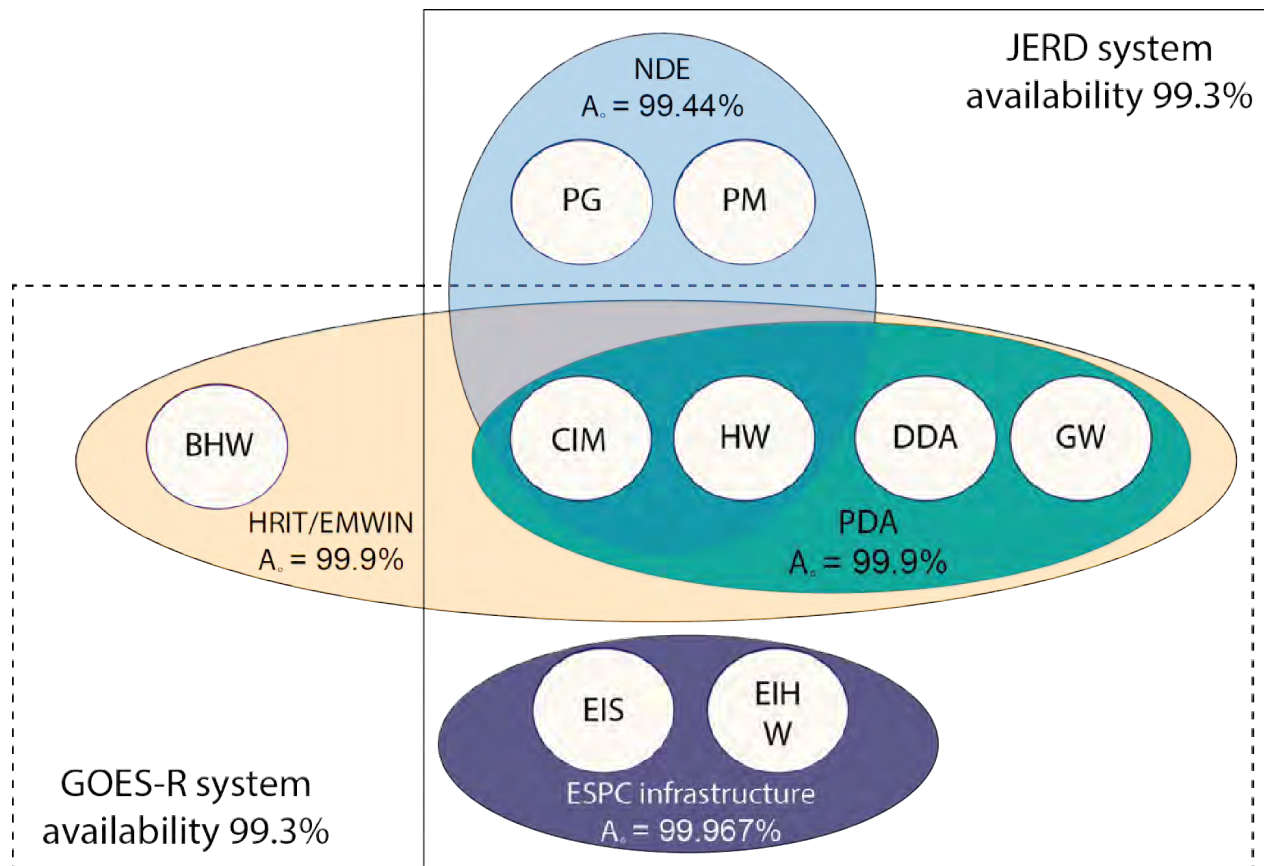 JERD system
availability 99.3%
NDE
A₀ = 99.44%
PG
PM
BHW
CIM
HW
DDA
GW
HRIT/EMWIN
A₀ = 99.9%
PDA
A₀ = 99.9%
EIS
EIH
W
ESPC infrastructure
A₀ = 99.967%
GOES-R system
availability 99.3%